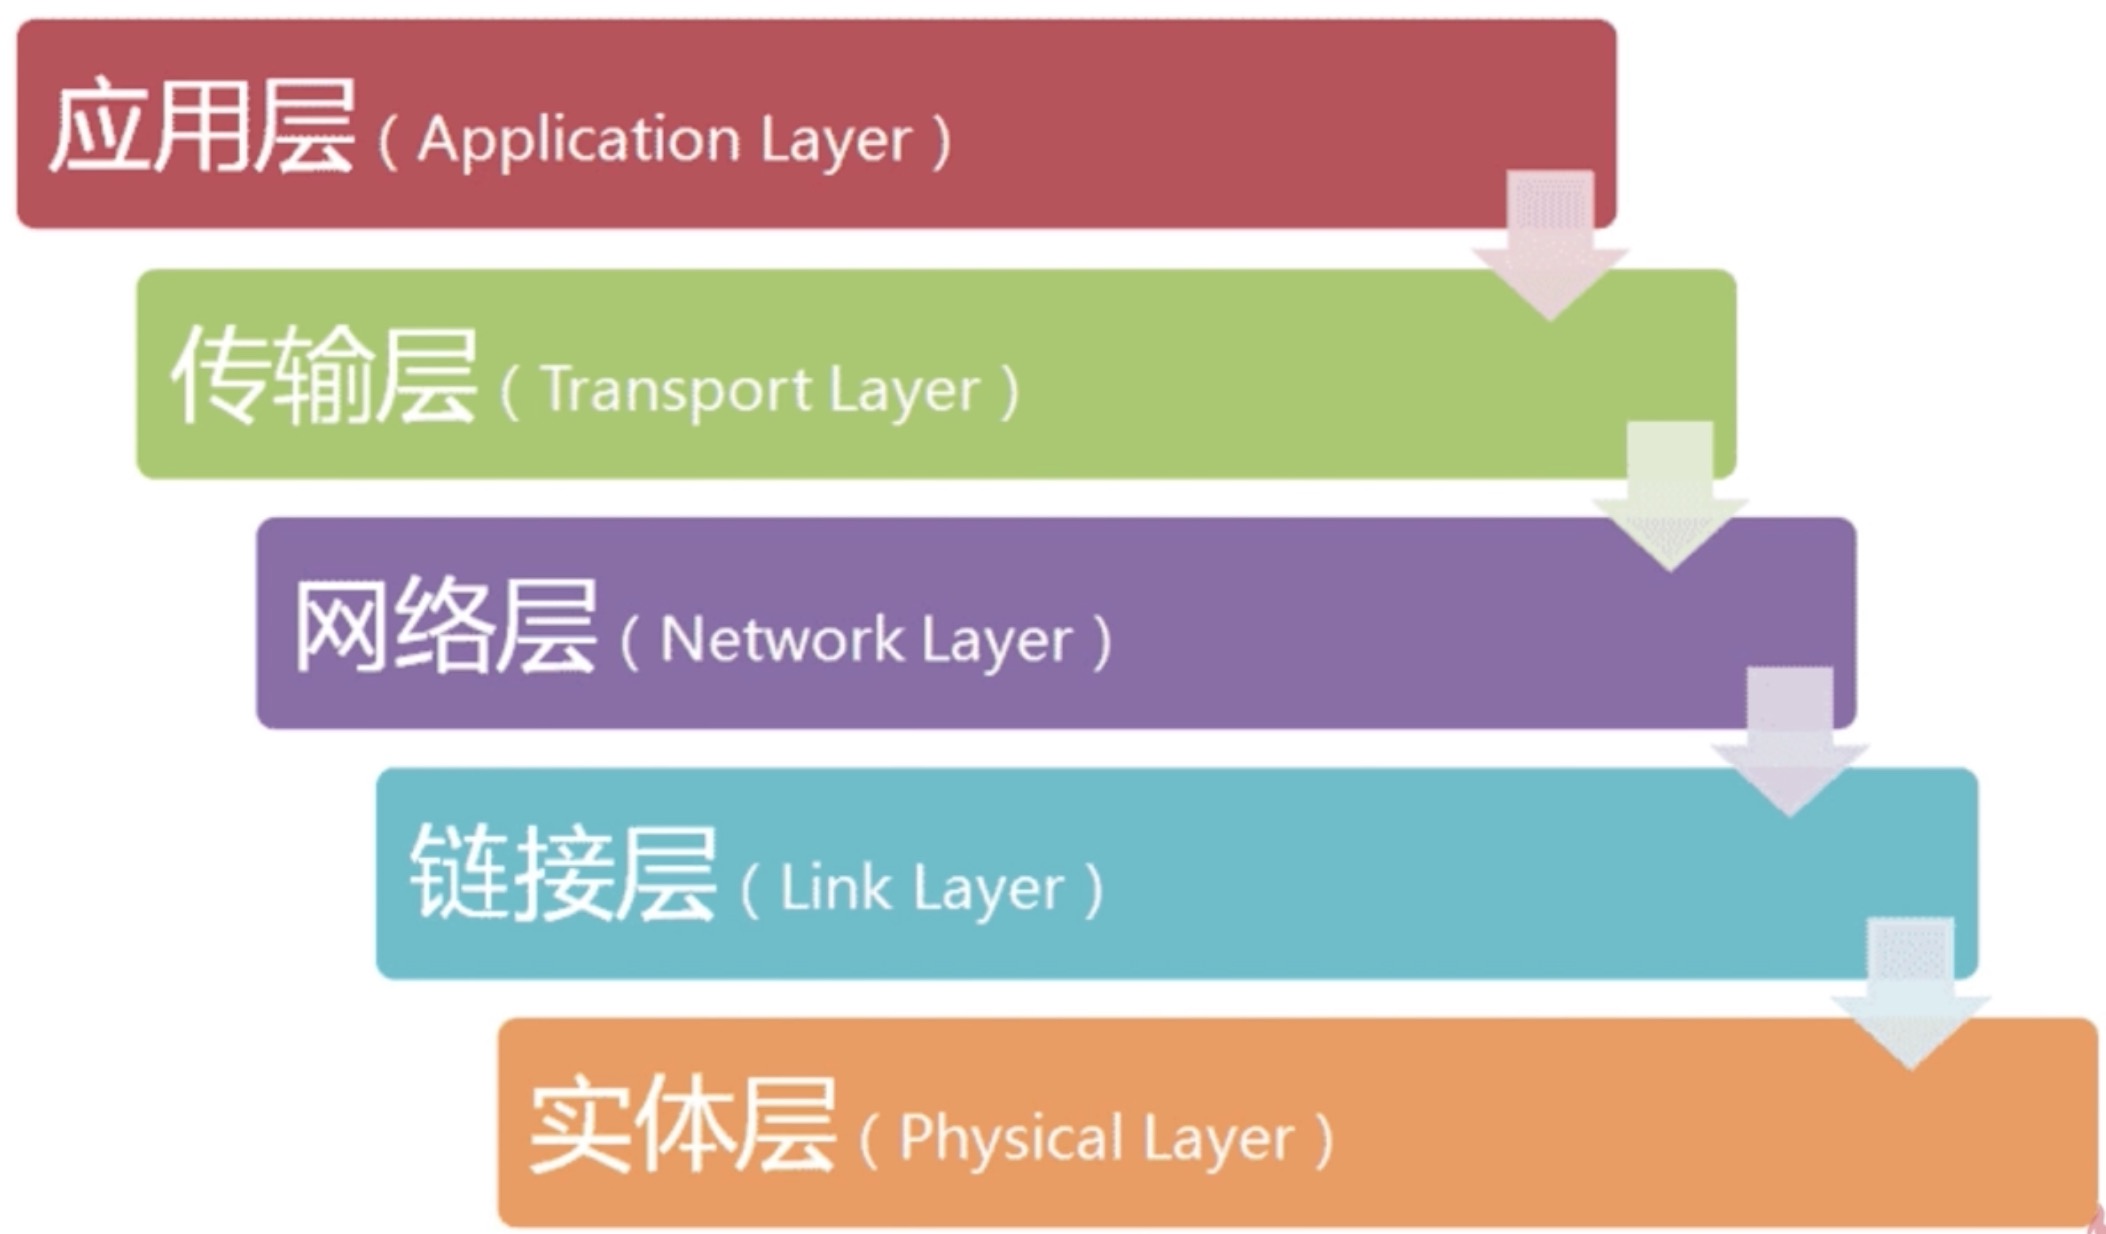 应用层（Application Layer）
传输层（Transport Layer）
网络层（Network Layer）
链接层（Link Layer）
实体层（Physical Layer）